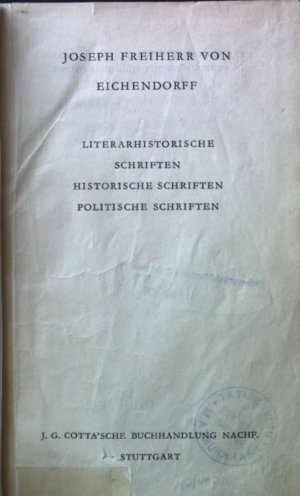 JOSEPH FREIHERR VON
EICHENDORFF
LITERARHISTORISCHE
SCHRIFTEN
HISTORISCHE SCHRIFTEN
POLITISCHE SCHRIFTEN
J. G. COTTA'SCHE BUCHHANDLUNG NACHF.
STUTTGART